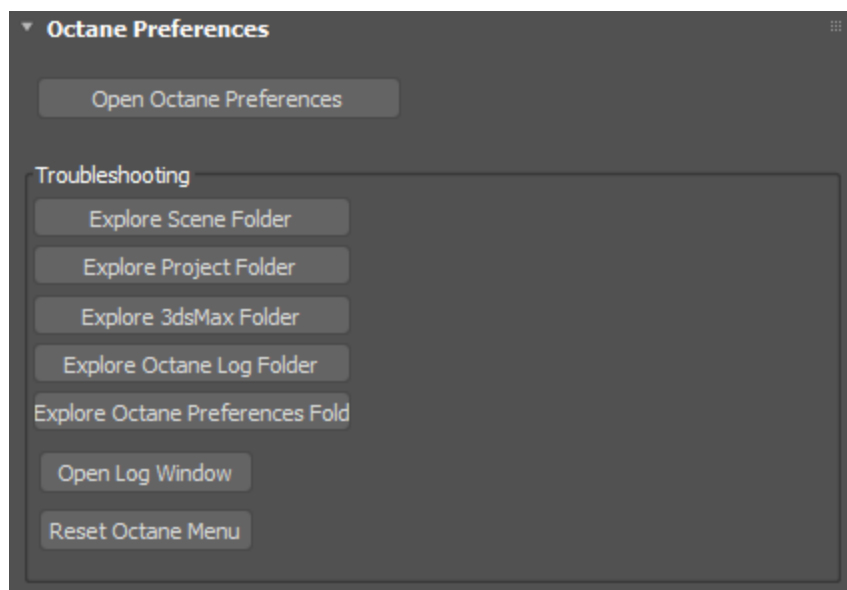 Octane Preferences
Open Octane Preferences
Troubleshooting
Explore Scene Folder
Explore Project Folder
Explore 3dsMax Folder
Explore Octane Log Folder
Explore Octane Preferences Fold
Open Log Window
Reset Octane Menu